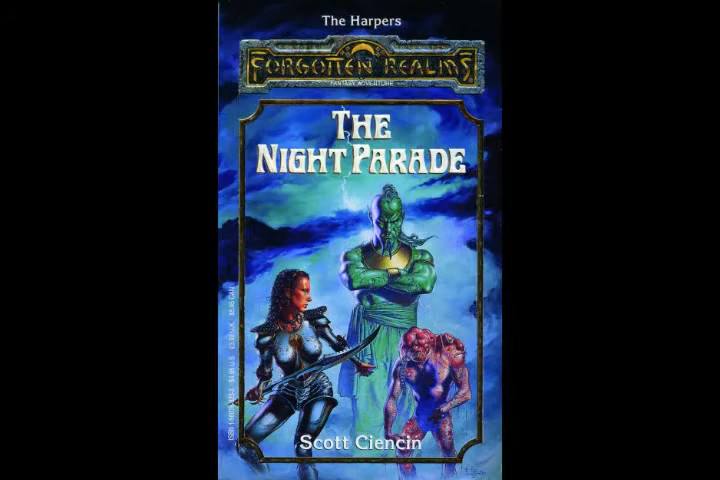 The Harpers
FORGOTTEN REALMS
FANTASY ADVENTURE
THE
NIGHT PARADE
Scott Ciencin